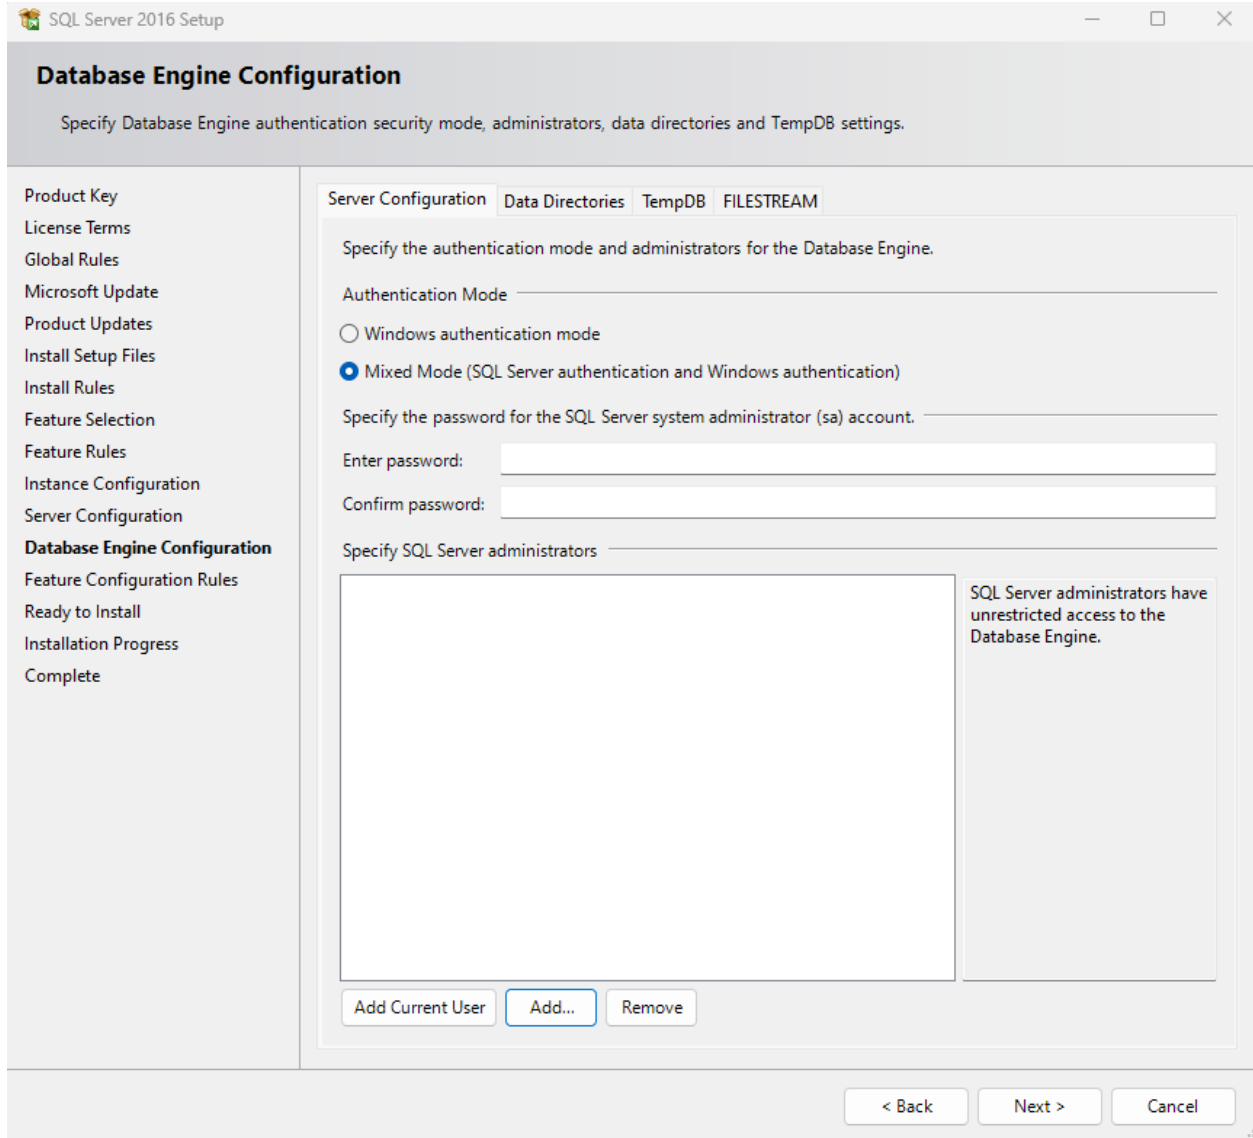 SQL Server 2016 Setup
Database Engine Configuration
Specify Database Engine authentication security mode, administrators, data directories and TempDB settings.
Product Key
License Terms
Global Rules
Microsoft Update
Product Updates
Install Setup Files
Install Rules
Feature Selection
Feature Rules
Instance Configuration
Server Configuration
Database Engine Configuration
Feature Configuration Rules
Ready to Install
Installation Progress
Complete
Server Configuration Data Directories TempDB FILESTREAM
Specify the authentication mode and administrators for the Database Engine.
Authentication Mode
Windows authentication mode
Mixed Mode (SQL Server authentication and Windows authentication)
Specify the password for the SQL Server system administrator (sa) account.
Enter password:
Confirm password:
Specify SQL Server administrators
SQL Server administrators have
unrestricted access to the
Database Engine.
Add Current User Add... Remove
< Back Next > Cancel